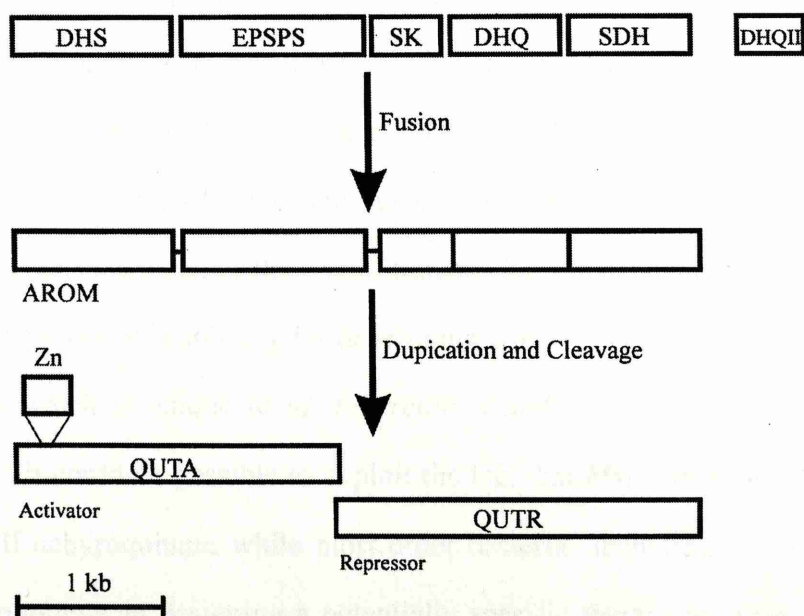 DHS EPSPS SK DHQ SDH DHQII
Fusion
AROM
Dupication and Cleavage
Zn
QUTA
Activator
QUTR
Repressor
1 kb